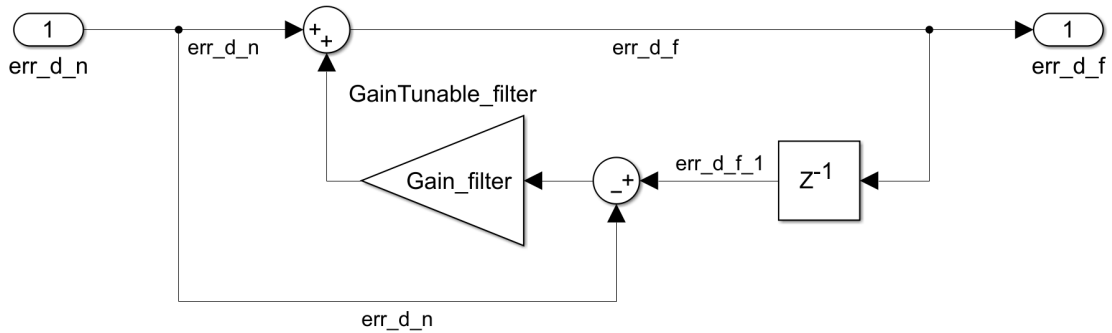 1
err_d_n
err_d_n
+
+
err_d_f
1
err_d_f
GainTunable_filter
Gain_filter
−
+
err_d_f_1
Z-1
err_d_n